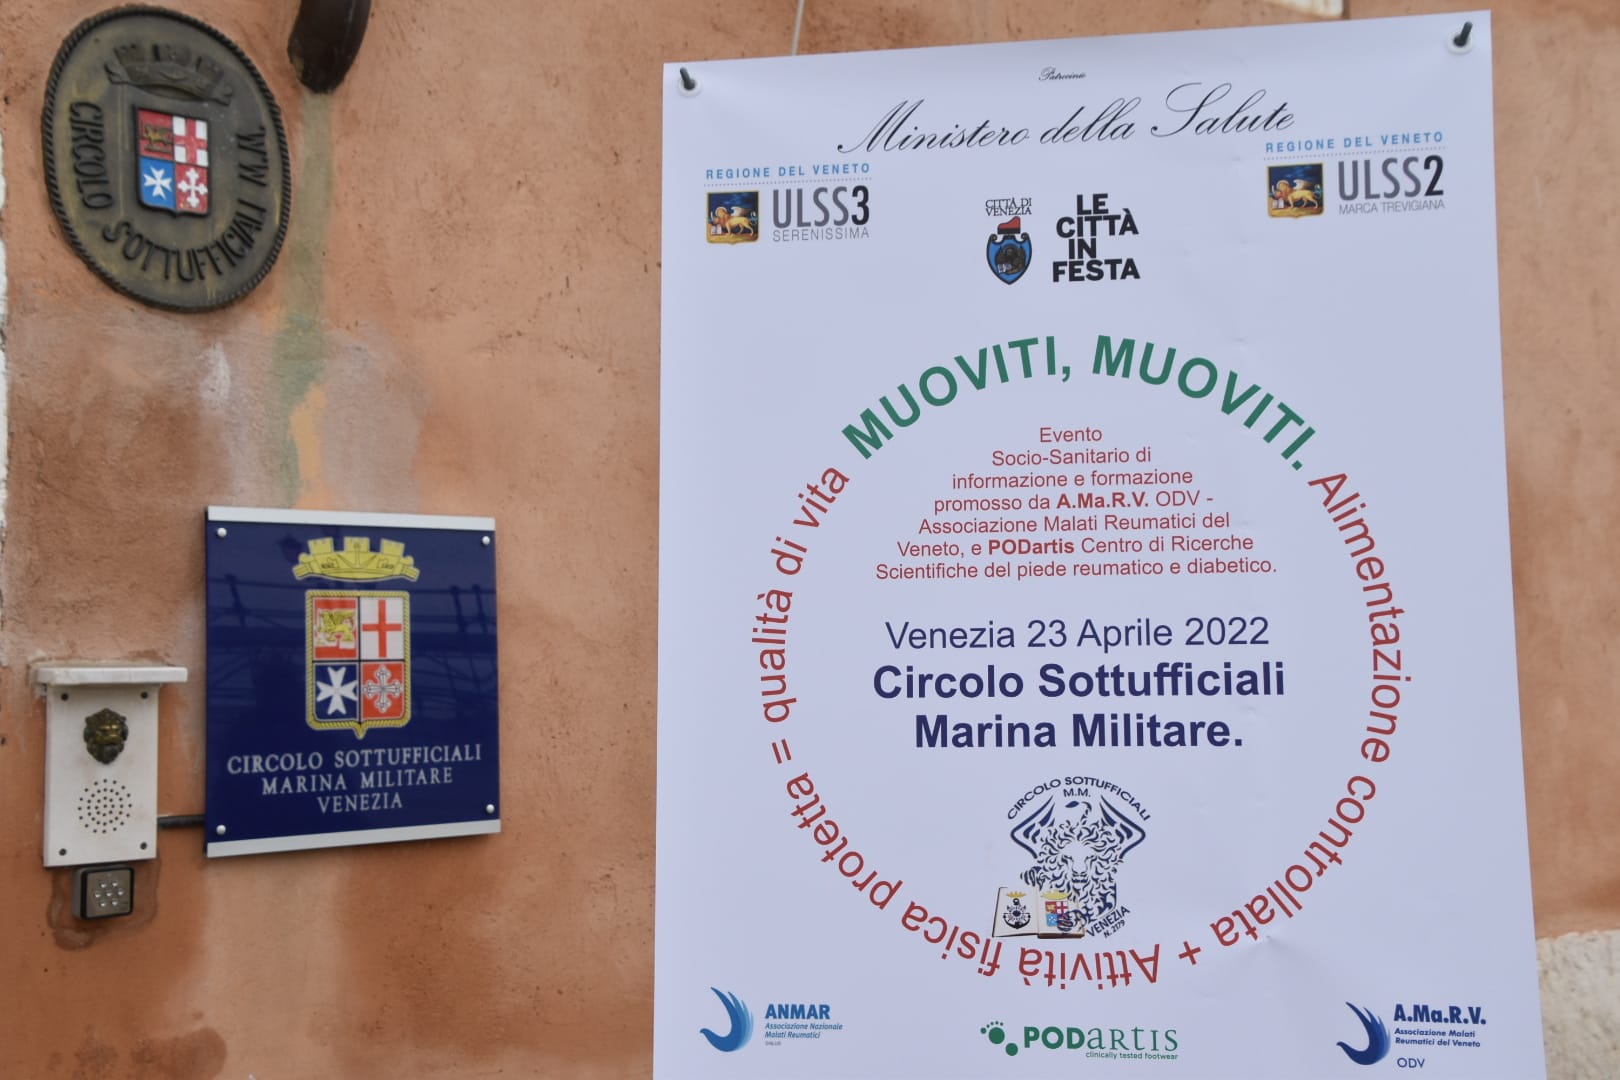 CIRCOLO SOTTUFFICIALI M.M.
CIRCOLO SOTTUFFICIALI
MARINA MILITARE
VENEZIA
Patrocinio
Ministero della Salute
REGIONE DEL VENETO
ULSS3
SERENISSIMA
REGIONE DEL VENETO
ULSS2
MARCA TREVIGIANA
CITTÀ DI
VENEZIA
LE
CITTÀ
IN
FESTA
MUOVITI, MUOVITI. Alimentazione controllata + Attività fisica protetta = qualità di vita
Evento
Socio-Sanitario di
informazione e formazione
promosso da A.Ma.R.V. ODV -
Associazione Malati Reumatici del
Veneto, e PODartis Centro di Ricerche
Scientifiche del piede reumatico e diabetico.
Venezia 23 Aprile 2022
Circolo Sottufficiali
Marina Militare.
CIRCOLO SOTTUFFICIALI
M.M.
VENEZIA
N. 2179
ANMAR
Associazione Nazionale
Malati Reumatici
ONLUS
PODARTIS
clinically tested footwear
A.Ma.R.V.
Associazione Malati
Reumatici del Veneto
ODV